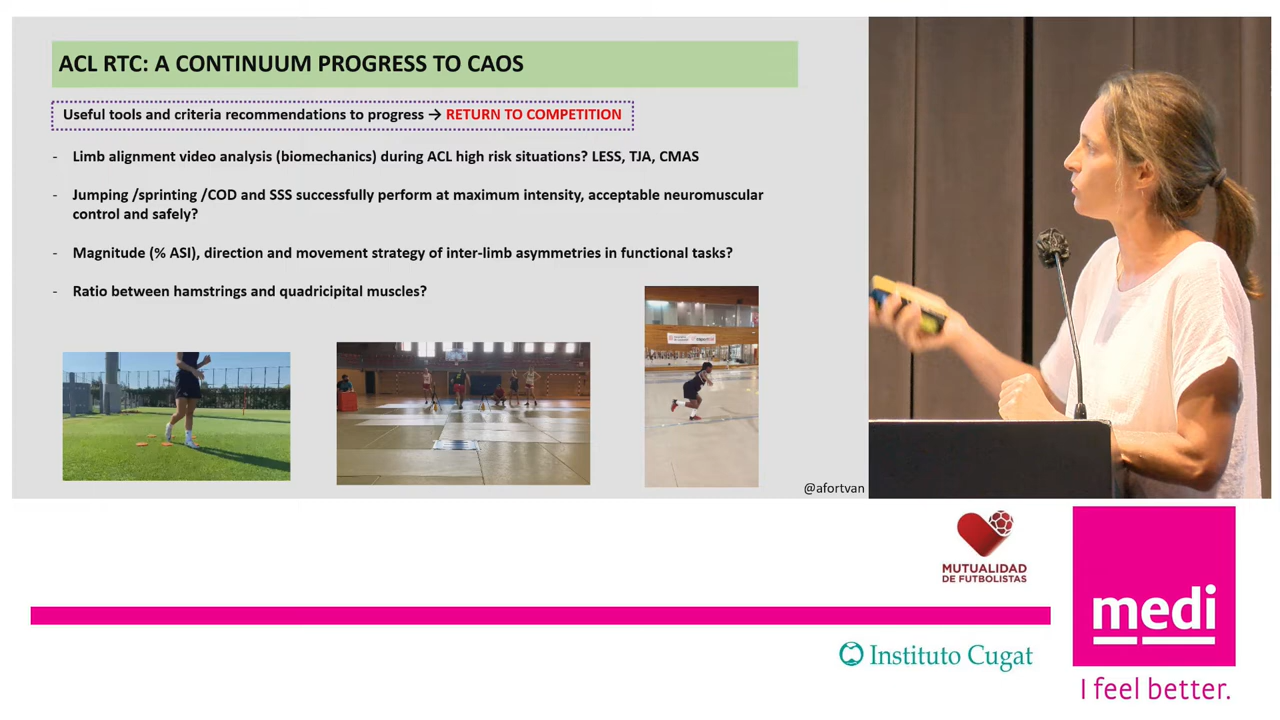 ACL RTC: A CONTINUUM PROGRESS TO CAOS
Useful tools and criteria recommendations to progress → RETURN TO COMPETITION
- Limb alignment video analysis (biomechanics) during ACL high risk situations? LESS, TJA, CMAS
- Jumping /sprinting /COD and SSS successfully perform at maximum intensity, acceptable neuromuscular
control and safely?
- Magnitude (% ASI), direction and movement strategy of inter-limb asymmetries in functional tasks?
- Ratio between hamstrings and quadricipital muscles?
@afortvan
MUTUALIDAD
DE FUTBOLISTAS
medi
Instituto Cugat
I feel better.